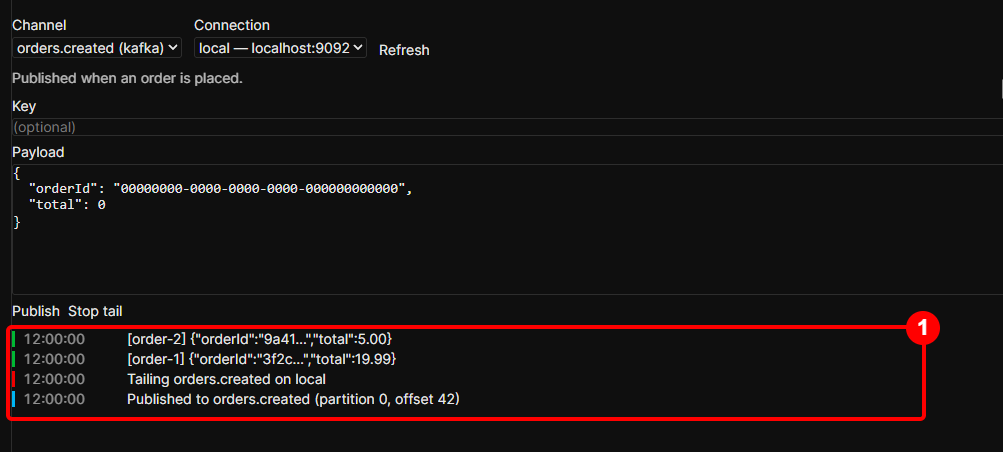 Channel Connection
orders.created (kafka) local — localhost:9092 Refresh
Published when an order is placed.
Key
(optional)
Payload
{
  "orderId": "00000000-0000-0000-0000-000000000000",
  "total": 0
}
Publish Stop tail
1
12:00:00 [order-2] {"orderId":"9a41...","total":5.00}
12:00:00 [order-1] {"orderId":"3f2c...","total":19.99}
12:00:00 Tailing orders.created on local
12:00:00 Published to orders.created (partition 0, offset 42)